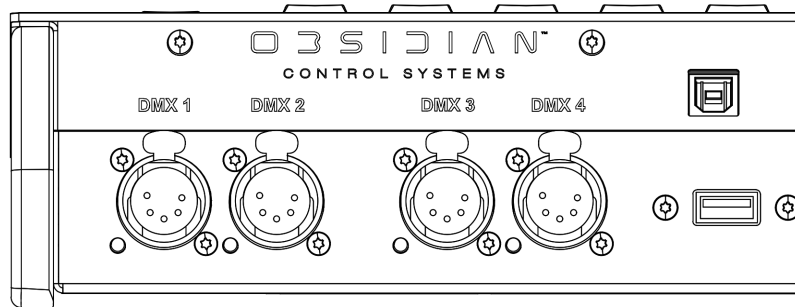 OBSIDIAN™
CONTROL SYSTEMS
DMX 1 DMX 2 DMX 3 DMX 4